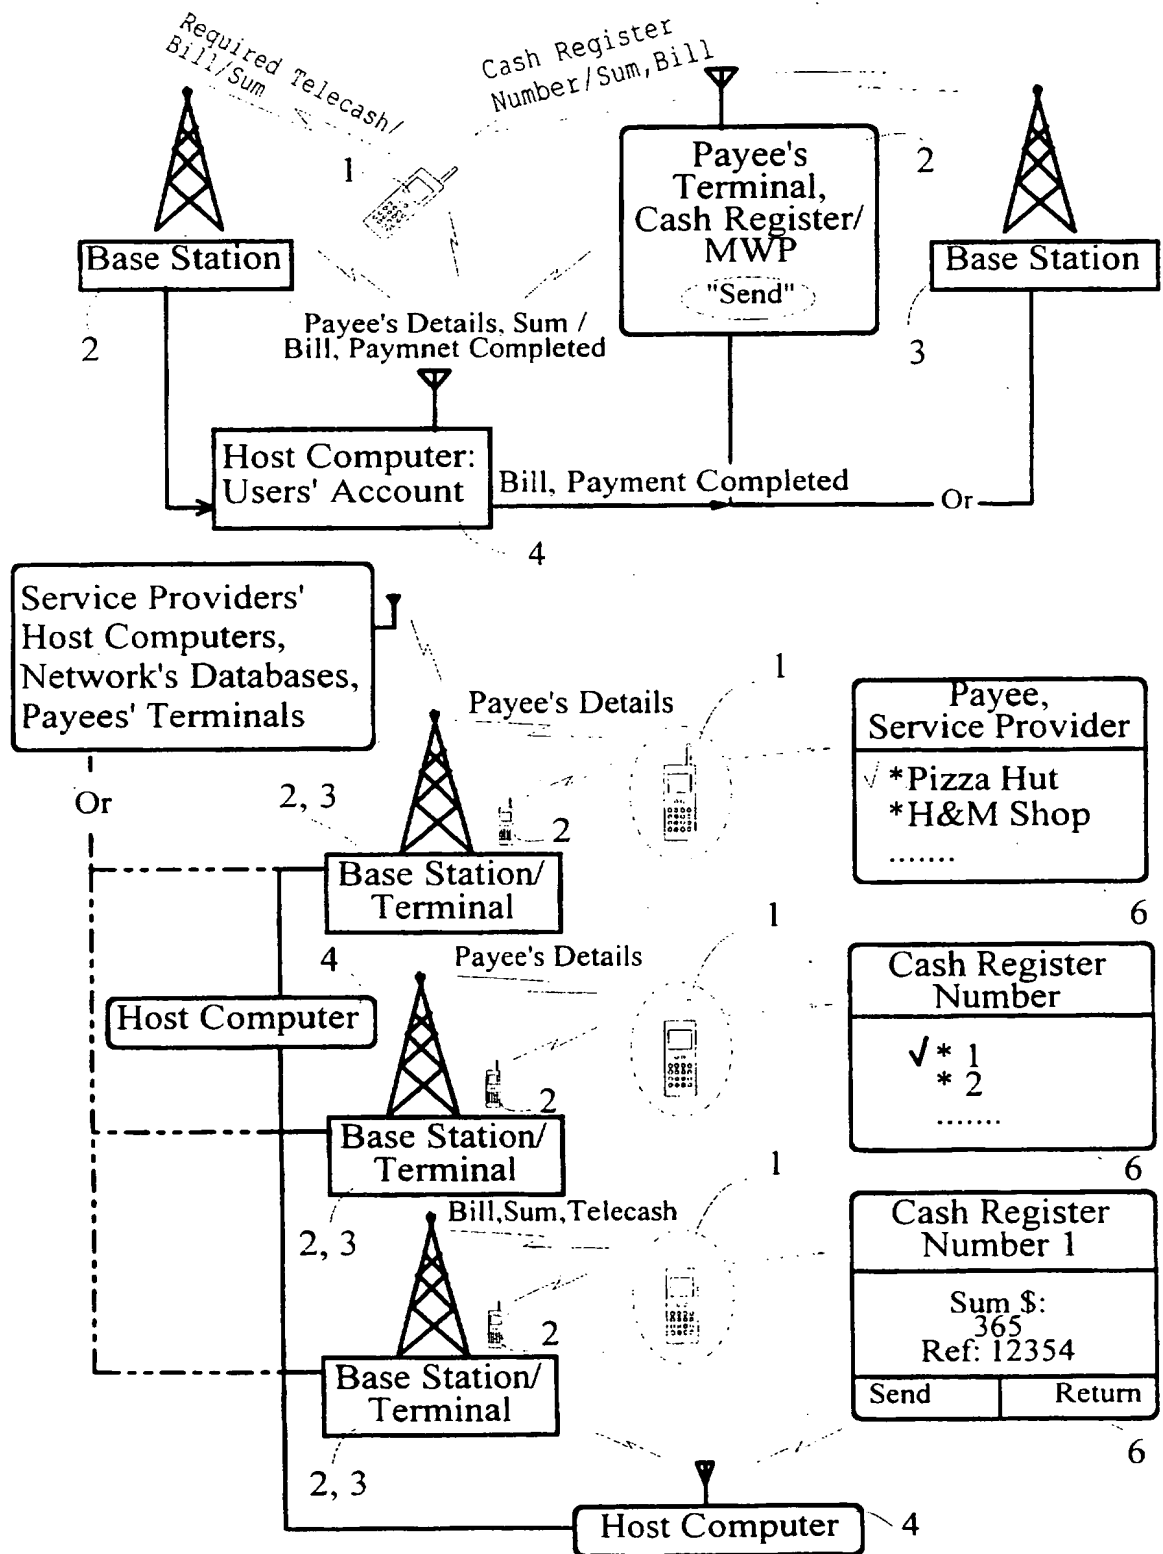 Required Telecash/
Bill/Sum
Cash Register
Number/Sum,Bill
1
Payee's
Terminal,
Cash Register/
MWP
"Send"
2
Base Station
2
Base Station
3
Payee's Details, Sum /
Bill, Paymnet Completed
Host Computer:
Users' Account
Bill, Payment Completed
Or
4
Service Providers'
Host Computers,
Network's Databases,
Payees' Terminals
Or
Payee's Details
1
Payee,
Service Provider
√ *Pizza Hut
*H&M Shop
.......
6
2, 3
2
Base Station/
Terminal
4
Host Computer
Payee's Details
1
Cash Register
Number
√ * 1
* 2
.......
6
2
Base Station/
Terminal
2, 3
Bill,Sum,Telecash
1
Cash Register
Number 1
Sum $:
365
Ref: 12354
Send Return
6
2
Base Station/
Terminal
2, 3
Host Computer
4